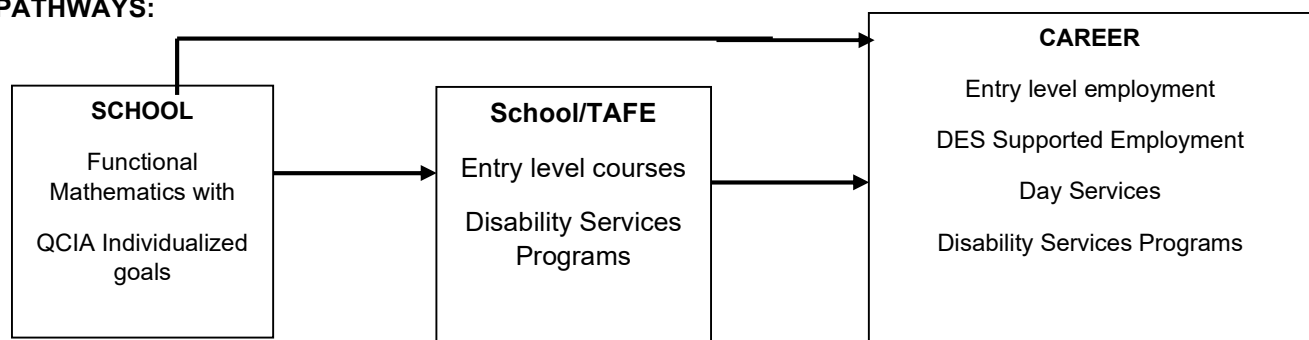 PATHWAYS:
SCHOOL
Functional
Mathematics with
QCIA Individualized
goals
School/TAFE
Entry level courses
Disability Services
Programs
CAREER
Entry level employment
DES Supported Employment
Day Services
Disability Services Programs